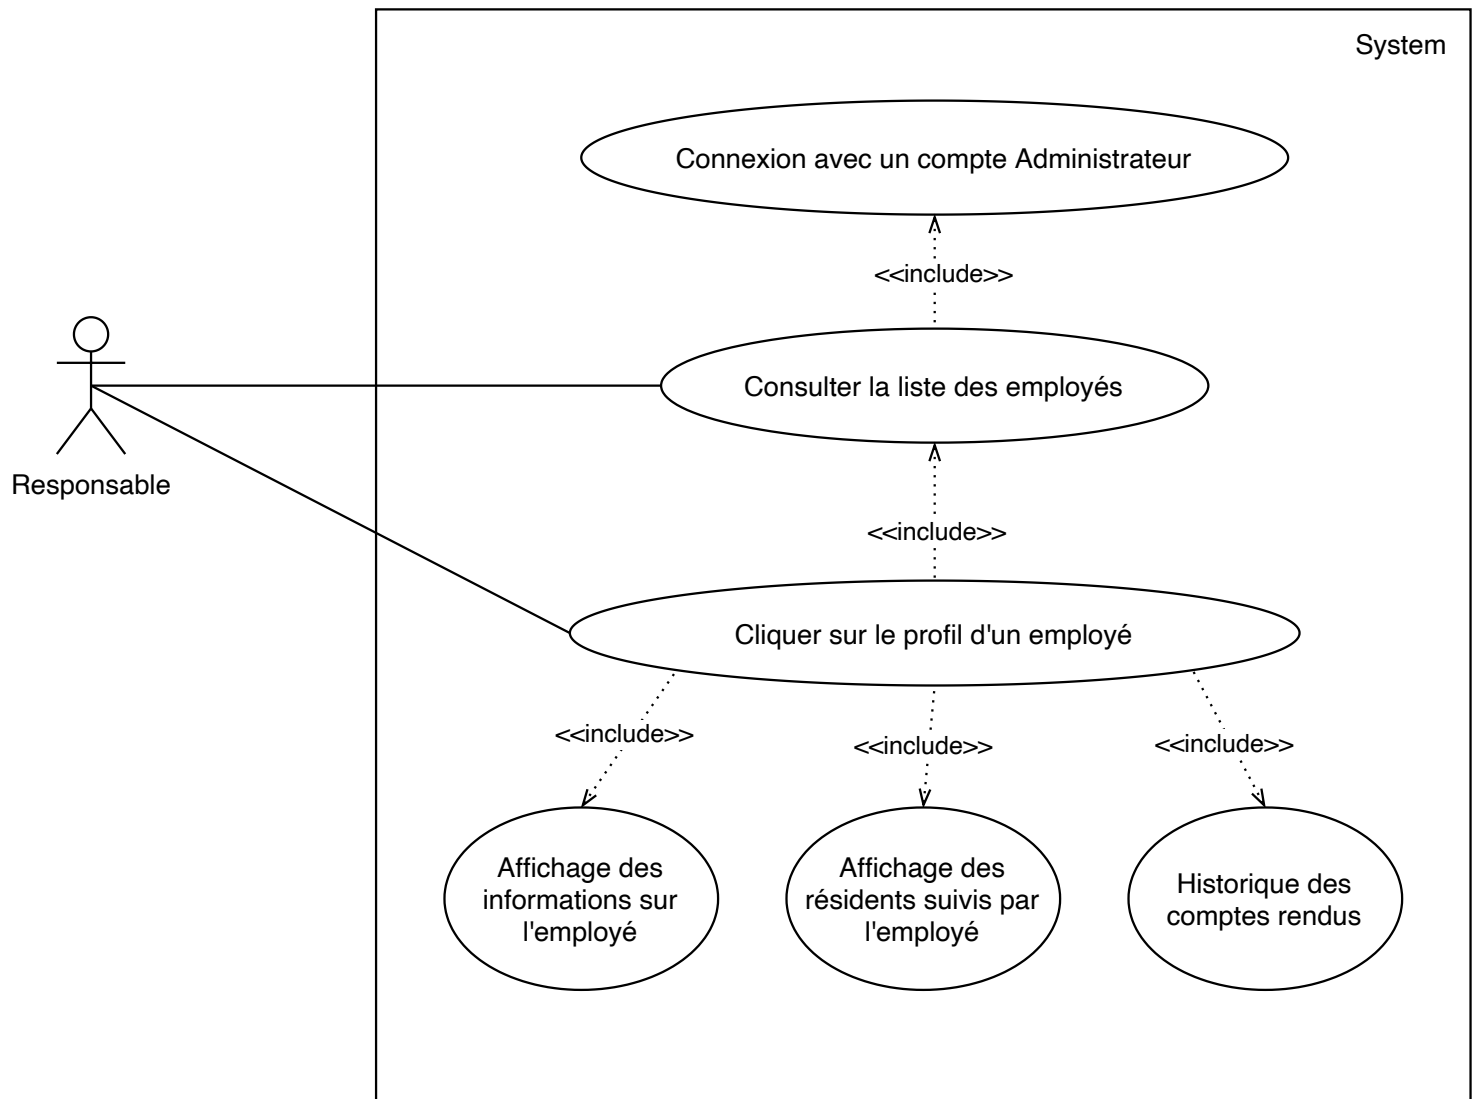 System
Connexion avec un compte Administrateur
<<include>>
Consulter la liste des employés
Responsable
<<include>>
Cliquer sur le profil d'un employé
<<include>>
<<include>>
<<include>>
Affichage des
informations sur
l'employé
Affichage des
résidents suivis par
l'employé
Historique des
comptes rendus